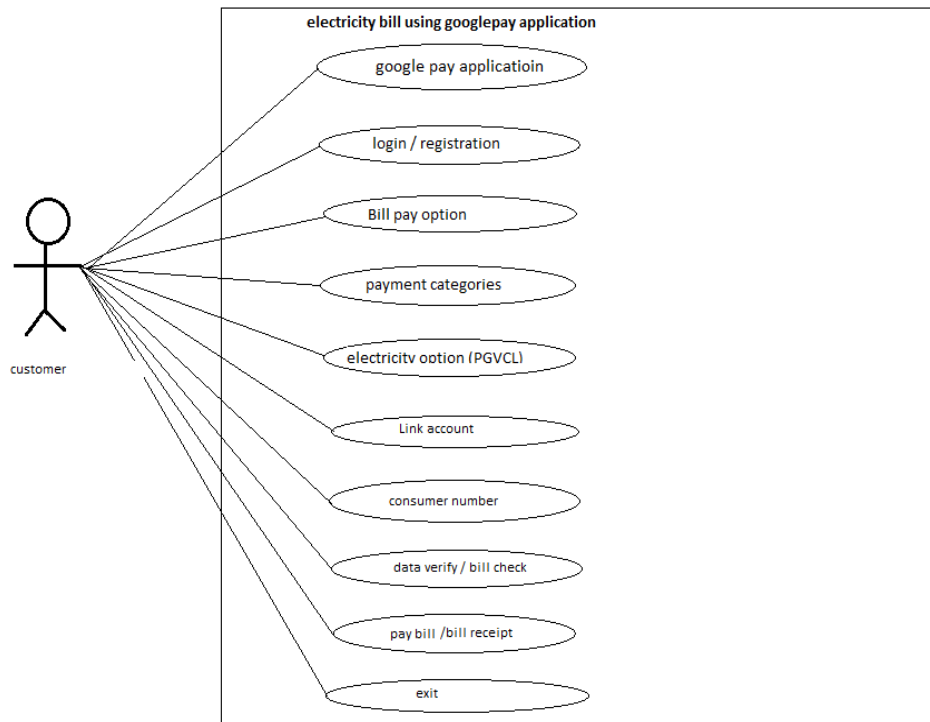 electricity bill using googlepay application
google pay applicatioin
login / registration
Bill pay option
payment categories
electricity option (PGVCL)
customer
Link account
consumer number
data verify / bill check
pay bill /bill receipt
exit